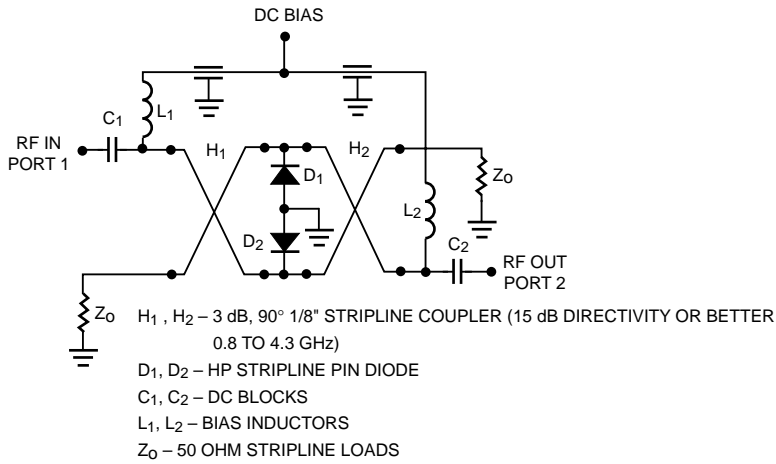 DC BIAS
C1
L1
RF IN
PORT 1
H1
H2
D1
D2
Zo
L2
C2
RF OUT
PORT 2
Zo
H1 , H2 – 3 dB, 90° 1/8" STRIPLINE COUPLER (15 dB DIRECTIVITY OR BETTER
0.8 TO 4.3 GHz)
D1, D2 – HP STRIPLINE PIN DIODE
C1, C2 – DC BLOCKS
L1, L2 – BIAS INDUCTORS
Zo – 50 OHM STRIPLINE LOADS